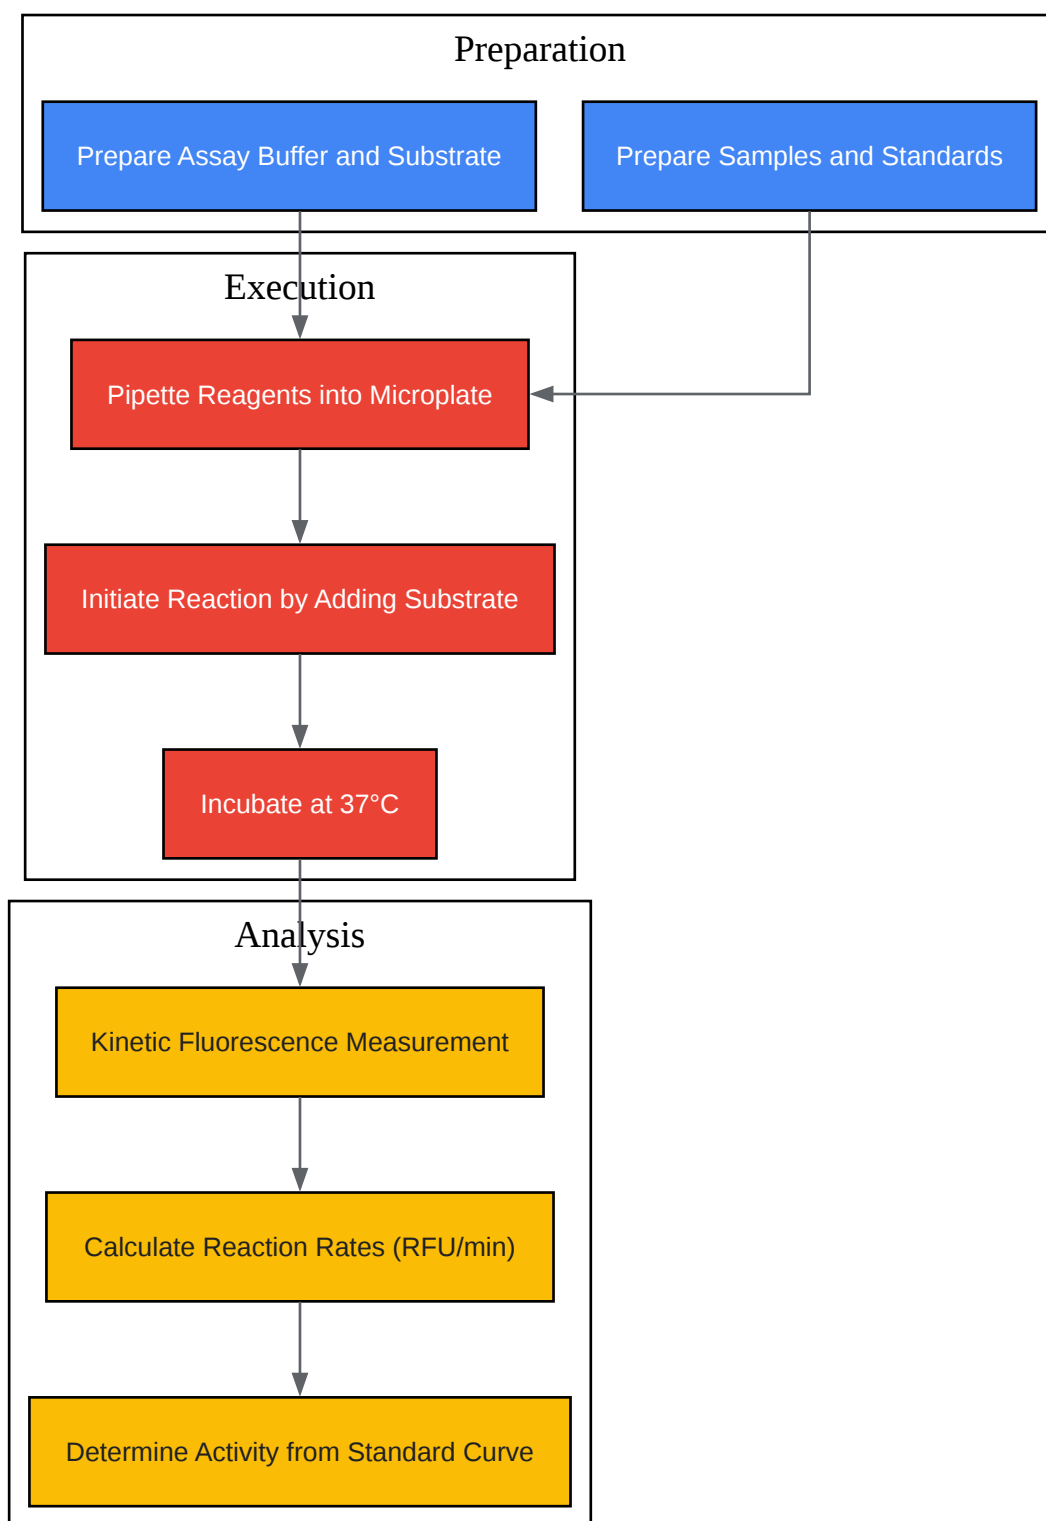 Preparation
Prepare Assay Buffer and Substrate
Prepare Samples and Standards
Execution
Pipette Reagents into Microplate
Initiate Reaction by Adding Substrate
Incubate at 37°C
Analysis
Kinetic Fluorescence Measurement
Calculate Reaction Rates (RFU/min)
Determine Activity from Standard Curve